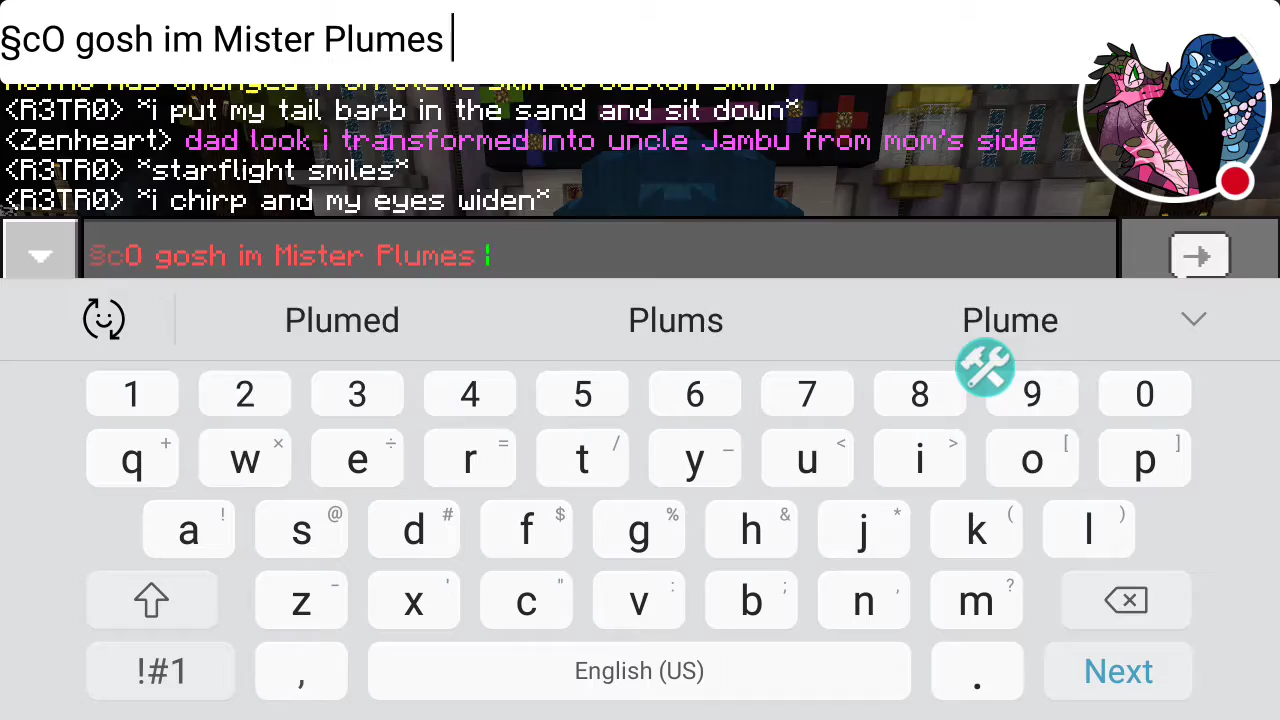 §cO gosh im Mister Plumes
<R3TR0> *i put my tail barb in the sand and sit down*
<Zenheart> dad look i transformed into uncle Jambu from mom's side
<R3TR0> *starflight smiles*
<R3TR0> *i chirp and my eyes widen*
§cO gosh im Mister Plumes
Plumed Plums Plume
1 2 3 4 5 6 7 8 9 0
q + w × e ÷ r = t / y _ u < i > o [ p ]
a ! s @ d # f $ g % h & j * k ( l )
z - x ' c " v : b ; n , m ?
!#1 , English (US) . Next